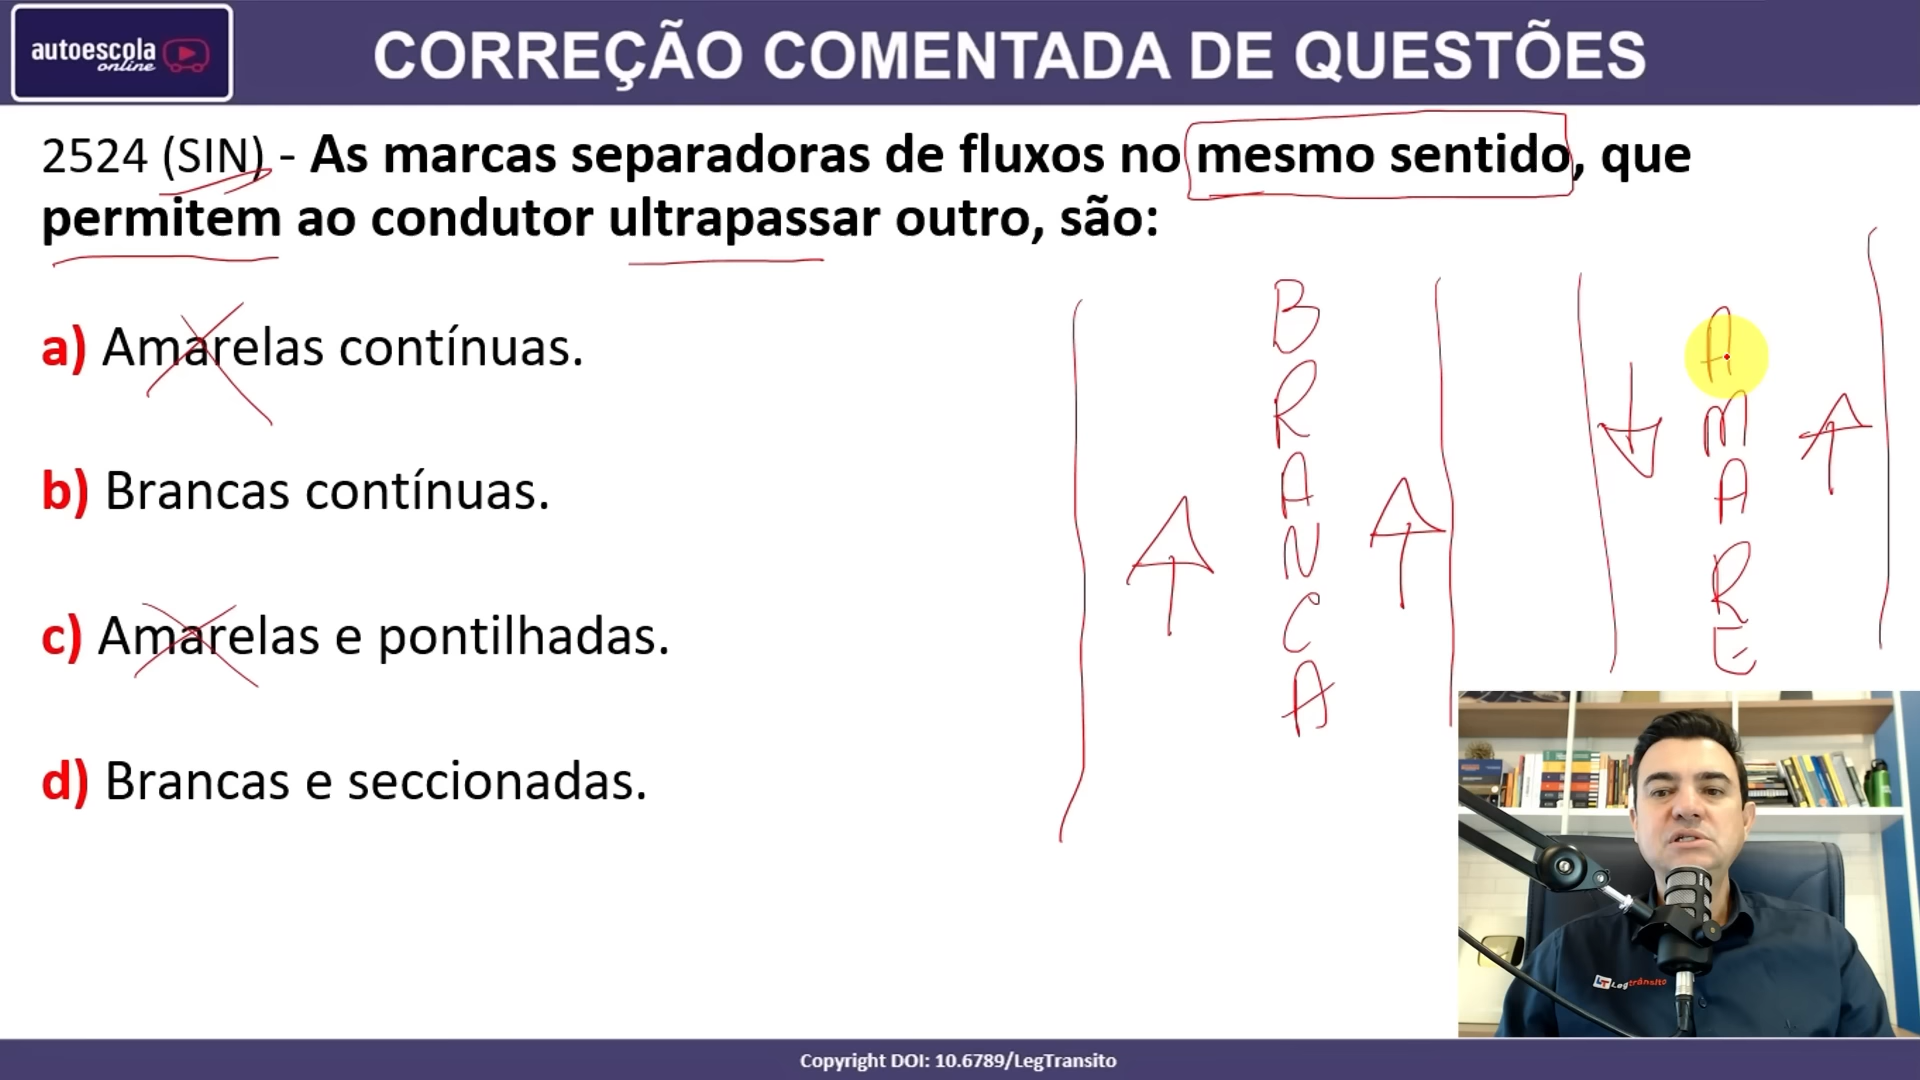 autoescola
online
CORREÇÃO COMENTADA DE QUESTÕES
2524 (SIN) - As marcas separadoras de fluxos no mesmo sentido, que
permitem ao condutor ultrapassar outro, são:
a) Amarelas contínuas.
b) Brancas contínuas.
c) Amarelas e pontilhadas.
d) Brancas e seccionadas.
BRANCA
AMARE
LT Legtrânsito
Copyright DOI: 10.6789/LegTransito